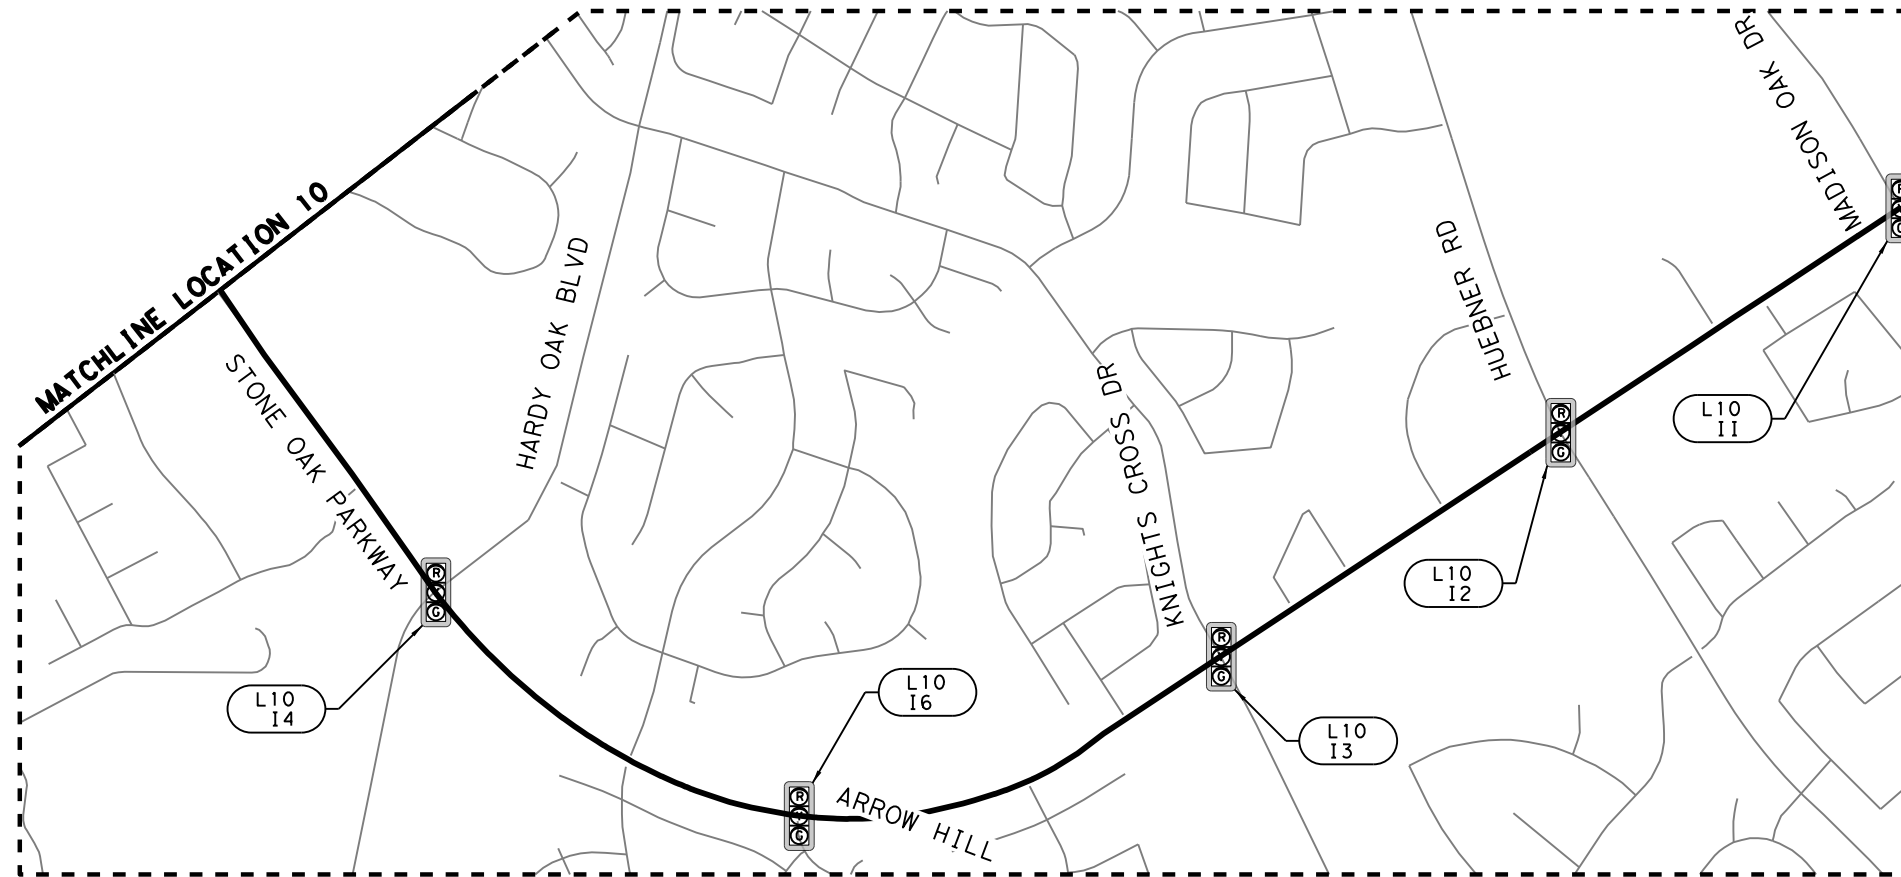 MADISON OAK DR
MATCHLINE LOCATION 10
HARDY OAK BLVD
HUEBNER RD
STONE OAK PARKWAY
KNIGHTS CROSS DR
ARROW HILL
L10
I1
L10
I2
L10
I3
L10
I4
L10
I6
R
G
R
G
R
G
R
G
R
G